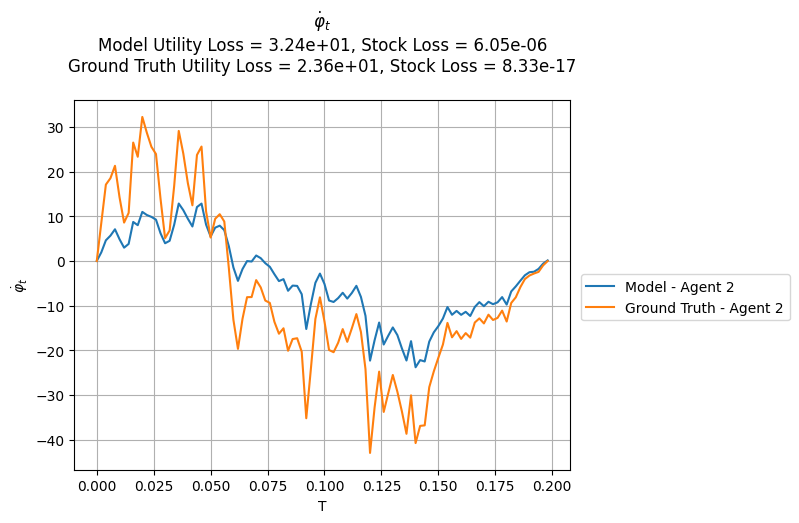 φ̇ₜ
Model Utility Loss = 3.24e+01, Stock Loss = 6.05e-06
Ground Truth Utility Loss = 2.36e+01, Stock Loss = 8.33e-17
30
20
10
0
−10
−20
−30
−40
φ̇ₜ
0.000 0.025 0.050 0.075 0.100 0.125 0.150 0.175 0.200
T
Model - Agent 2
Ground Truth - Agent 2